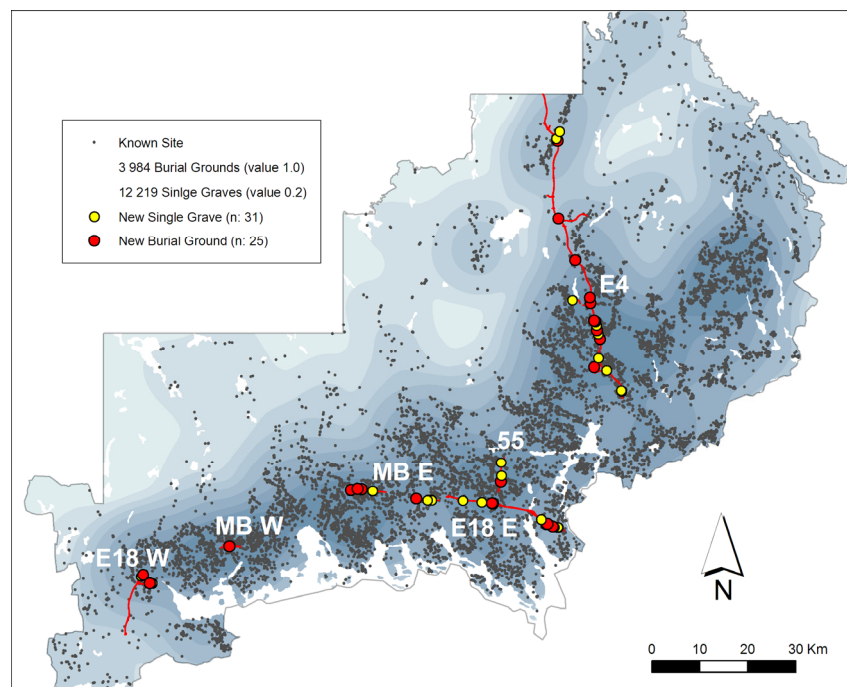 Known Site
3 984 Burial Grounds (value 1.0)
12 219 Sinlge Graves (value 0.2)
New Single Grave (n: 31)
New Burial Ground (n: 25)
E4
55
MB E
E18 E
MB W
E18 W
N
0 10 20 30 Km